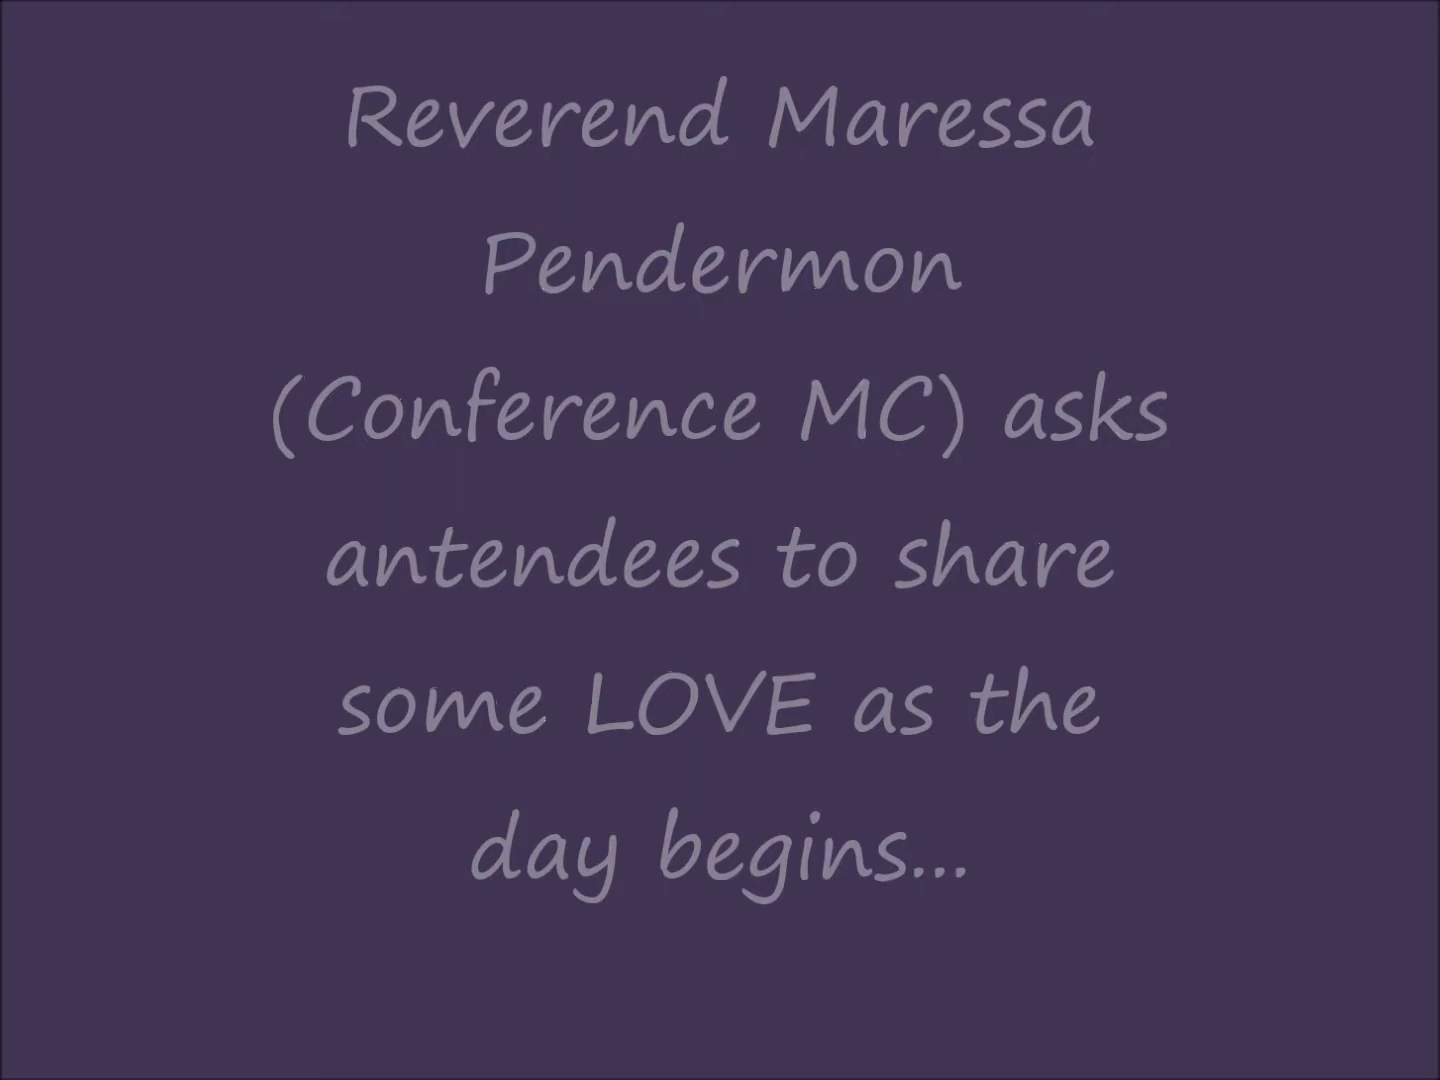 Reverend Maressa
Pendermon
(Conference MC) asks
antendees to share
some LOVE as the
day begins...